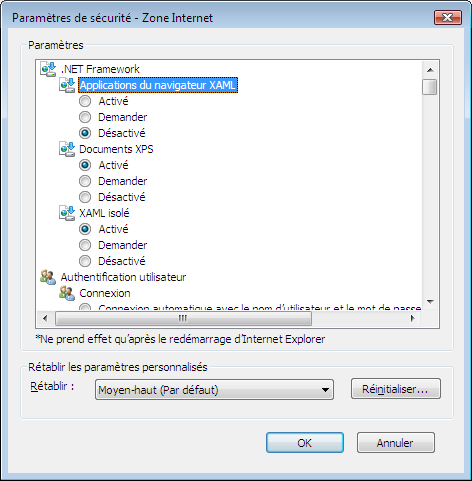 Paramètres de sécurité - Zone Internet
Paramètres
.NET Framework
Applications du navigateur XAML
Activé
Demander
Désactivé
Documents XPS
Activé
Demander
Désactivé
XAML isolé
Activé
Demander
Désactivé
Authentification utilisateur
Connexion
Connexion automatique avec le nom d'utilisateur et le mot de passe
*Ne prend effet qu'après le redémarrage d'Internet Explorer
Rétablir les paramètres personnalisés
Rétablir : Moyen-haut (Par défaut) Réinitialiser...
OK Annuler